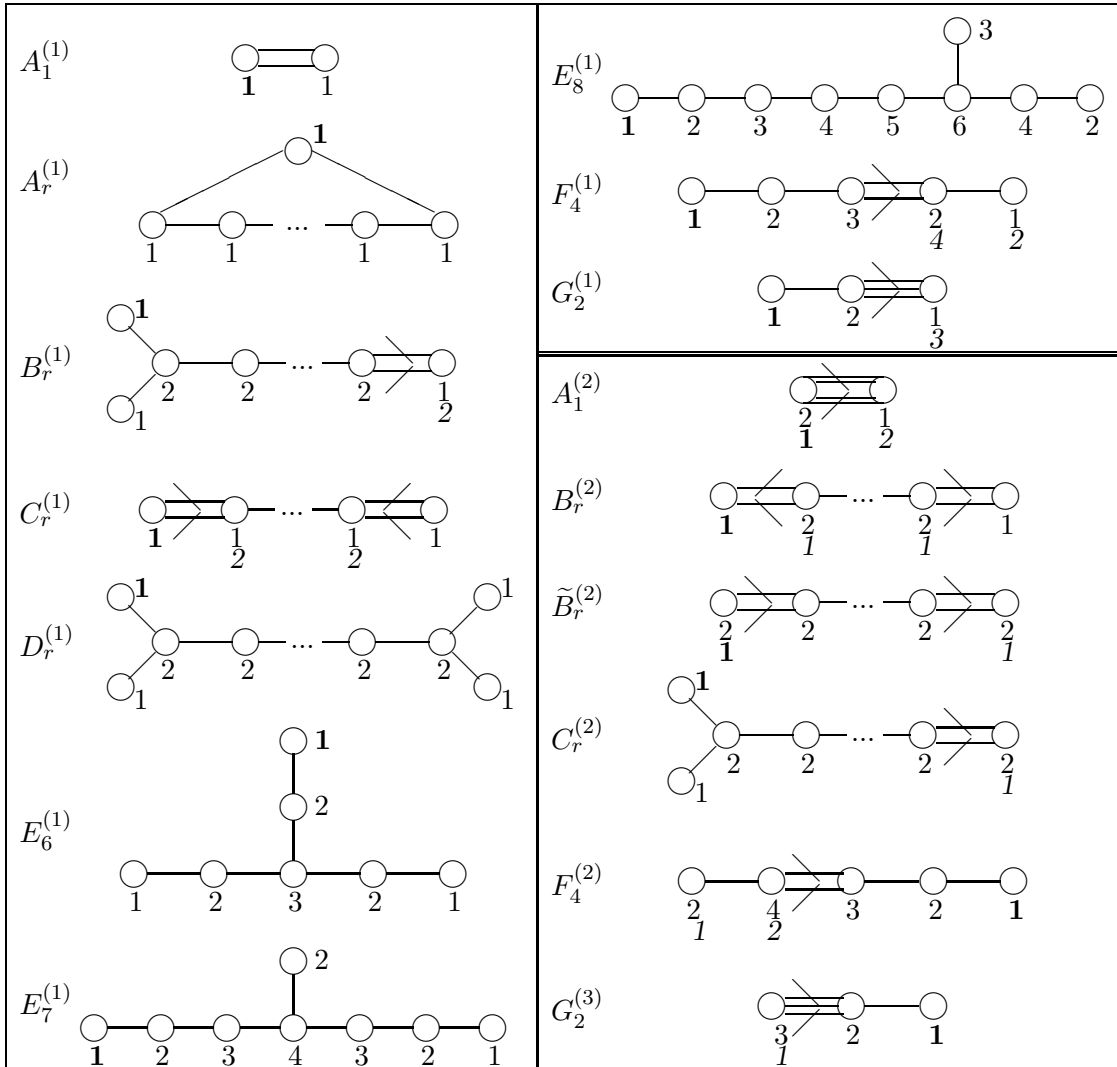 A_1^{(1)}
1 1
1
A_r^{(1)}
...
1 1 1 1
1
B_r^{(1)}
...
2 2 2 1
1 2
C_r^{(1)}
...
1 1 1 1
2 2
1 1
D_r^{(1)}
...
2 2 2 2
1 1
1
2
E_6^{(1)}
1 2 3 2 1
2
E_7^{(1)}
1 2 3 4 3 2 1
3
E_8^{(1)}
1 2 3 4 5 6 4 2
F_4^{(1)}
1 2 3 2 1
4 2
G_2^{(1)}
1 2 1
3
A_1^{(2)}
2 1
1 2
B_r^{(2)}
...
1 2 2 1
1 1
\widetilde{B}_r^{(2)}
...
2 2 2 2
1 1
1
C_r^{(2)}
...
2 2 2 2
1 1
F_4^{(2)}
2 4 3 2 1
1 2
G_2^{(3)}
3 2 1
1